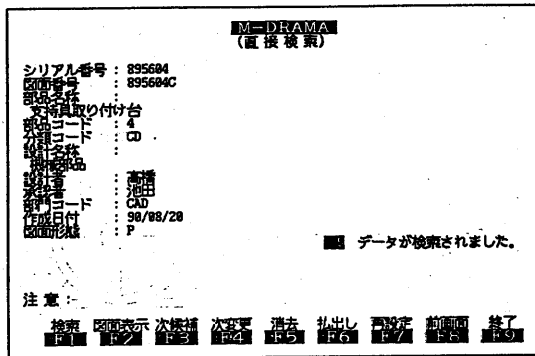 M-DRAMA
(直接検索)
シリアル番号 : 895604
図面番号 : 895604C
部品名称 :
支持具取り付け台
部品コード : 4
分類コード : CD
設計名称 :
機械部品
設計者 : 高橋
承認者 : 池田
部門コード : CAD
作成日付 : 90/08/20
図面形態 : P
データが検索されました。
注意:
検索 図面表示 次候補 次変更 消去 払出し 再設定 前画面 終了
F1 F2 F3 F4 F5 F6 F7 F8 F9